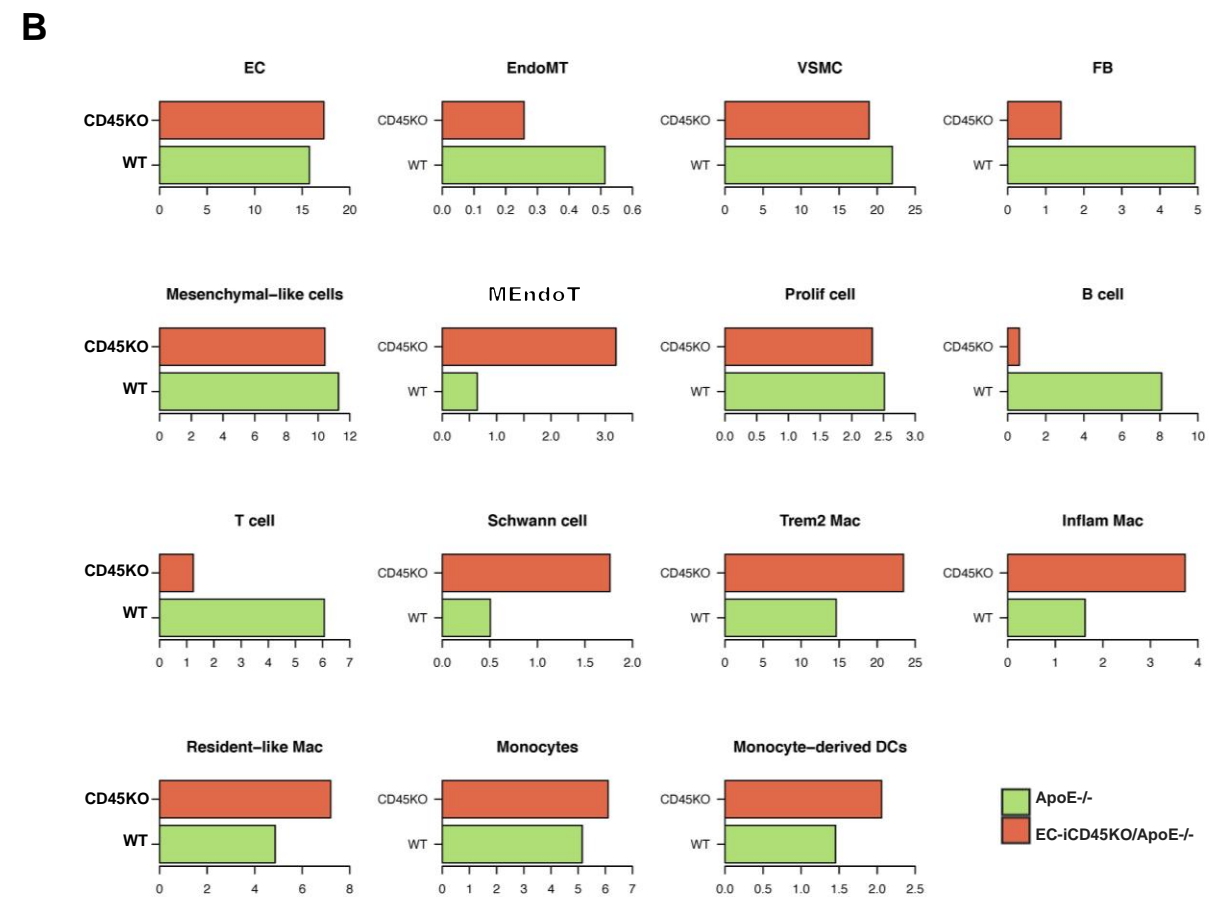 B
EC
EndoMT
VSMC
FB
CD45KO
CD45KO
CD45KO
CD45KO
WT
WT
WT
WT
0 5 10 15 20
0.0 0.1 0.2 0.3 0.4 0.5 0.6
0 5 10 15 20 25
0 1 2 3 4 5
Mesenchymal–like cells
MEndoT
Prolif cell
B cell
CD45KO
CD45KO
CD45KO
CD45KO
WT
WT
WT
WT
0 2 4 6 8 10 12
0.0 1.0 2.0 3.0
0.0 0.5 1.0 1.5 2.0 2.5 3.0
0 2 4 6 8 10
T cell
Schwann cell
Trem2 Mac
Inflam Mac
CD45KO
CD45KO
CD45KO
CD45KO
WT
WT
WT
WT
0 1 2 3 4 5 6 7
0.0 0.5 1.0 1.5 2.0
0 5 10 15 20 25
0 1 2 3 4
Resident–like Mac
Monocytes
Monocyte–derived DCs
CD45KO
CD45KO
CD45KO
WT
WT
WT
0 2 4 6 8
0 1 2 3 4 5 6 7
0.0 0.5 1.0 1.5 2.0 2.5
ApoE-/-
EC-iCD45KO/ApoE-/-